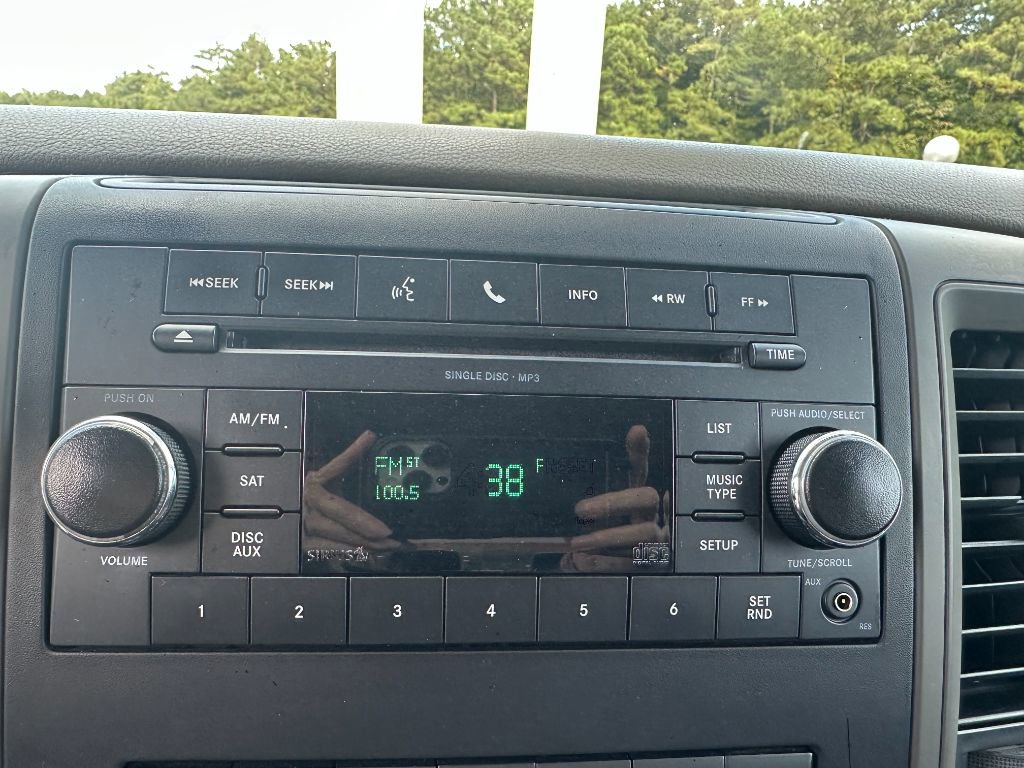 SEEK
SEEK
INFO
RW
FF
TIME
SINGLE DISC · MP3
PUSH ON
AM/FM
SAT
DISC
AUX
VOLUME
FM ST
100.5
38 F
SIRIUS
disc
PUSH AUDIO/SELECT
LIST
MUSIC
TYPE
SETUP
TUNE/SCROLL
1
2
3
4
5
6
SET
RND
AUX
RES